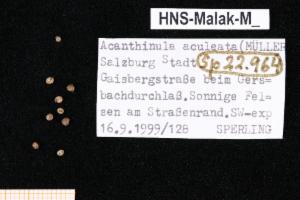 HNS-Malak-M_
Acanthinula aculeata(MÜLLER
Salzburg Stadt
Sp 22.964
Gaisbergstraße beim Gers=
bachdurchlaß.Sonnige Fel=
sen am Straßenrand.SW-exp
16.9.1999/128 SPERLING